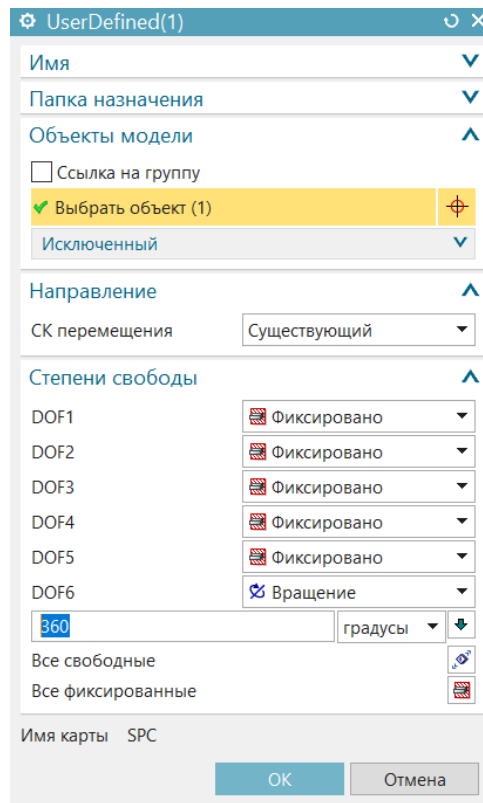 UserDefined(1)
Имя
Папка назначения
Объекты модели
Ссылка на группу
Выбрать объект (1)
Исключенный
Направление
СК перемещения Существующий
Степени свободы
DOF1 Фиксировано
DOF2 Фиксировано
DOF3 Фиксировано
DOF4 Фиксировано
DOF5 Фиксировано
DOF6 Вращение
360 градусы
Все свободные
Все фиксированные
Имя карты SPC
OK Отмена